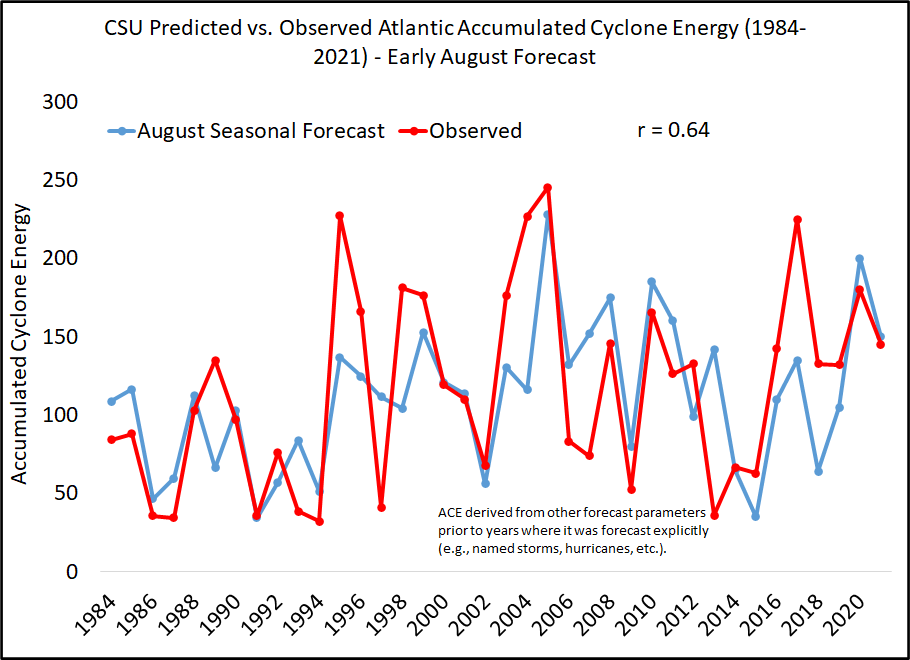 CSU Predicted vs. Observed Atlantic Accumulated Cyclone Energy (1984-
2021) - Early August Forecast
300
August Seasonal Forecast
Observed
r = 0.64
250
200
150
100
50
0
Accumulated Cyclone Energy
ACE derived from other forecast parameters
prior to years where it was forecast explicitly
(e.g., named storms, hurricanes, etc.).
1984
1986
1988
1990
1992
1994
1996
1998
2000
2002
2004
2006
2008
2010
2012
2014
2016
2018
2020